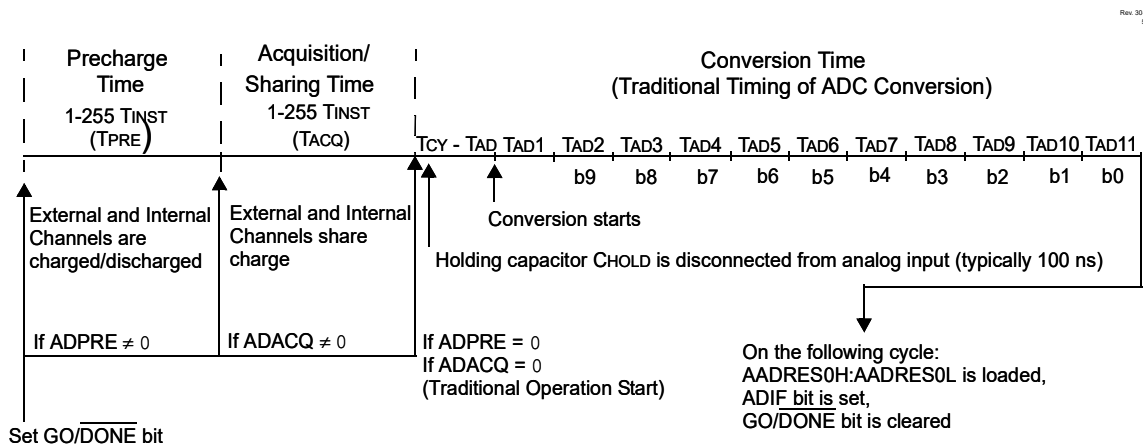 Rev. 30
Precharge
Time
1-255 TINST
(TPRE)
Acquisition/
Sharing Time
1-255 TINST
(TACQ)
Conversion Time
(Traditional Timing of ADC Conversion)
TCY - TAD TAD1 TAD2 TAD3 TAD4 TAD5 TAD6 TAD7 TAD8 TAD9 TAD10 TAD11
b9 b8 b7 b6 b5 b4 b3 b2 b1 b0
External and Internal
Channels are
charged/discharged
External and Internal
Channels share
charge
Conversion starts
Holding capacitor CHOLD is disconnected from analog input (typically 100 ns)
If ADPRE ≠ 0
If ADACQ ≠ 0
If ADPRE = 0
If ADACQ = 0
(Traditional Operation Start)
On the following cycle:
AADRES0H:AADRES0L is loaded,
ADIF bit is set,
GO/DONE bit is cleared
Set GO/DONE bit